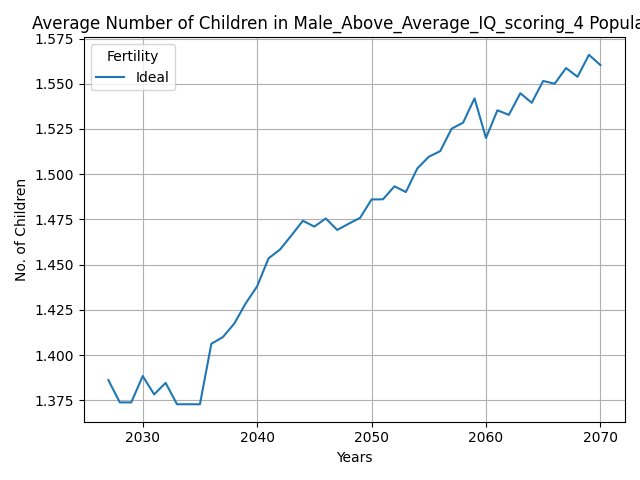 Average Number of Children in Male_Above_Average_IQ_scoring_4 Popula
Fertility
Ideal
No. of Children
1.575
1.550
1.525
1.500
1.475
1.450
1.425
1.400
1.375
2030 2040 2050 2060 2070
Years